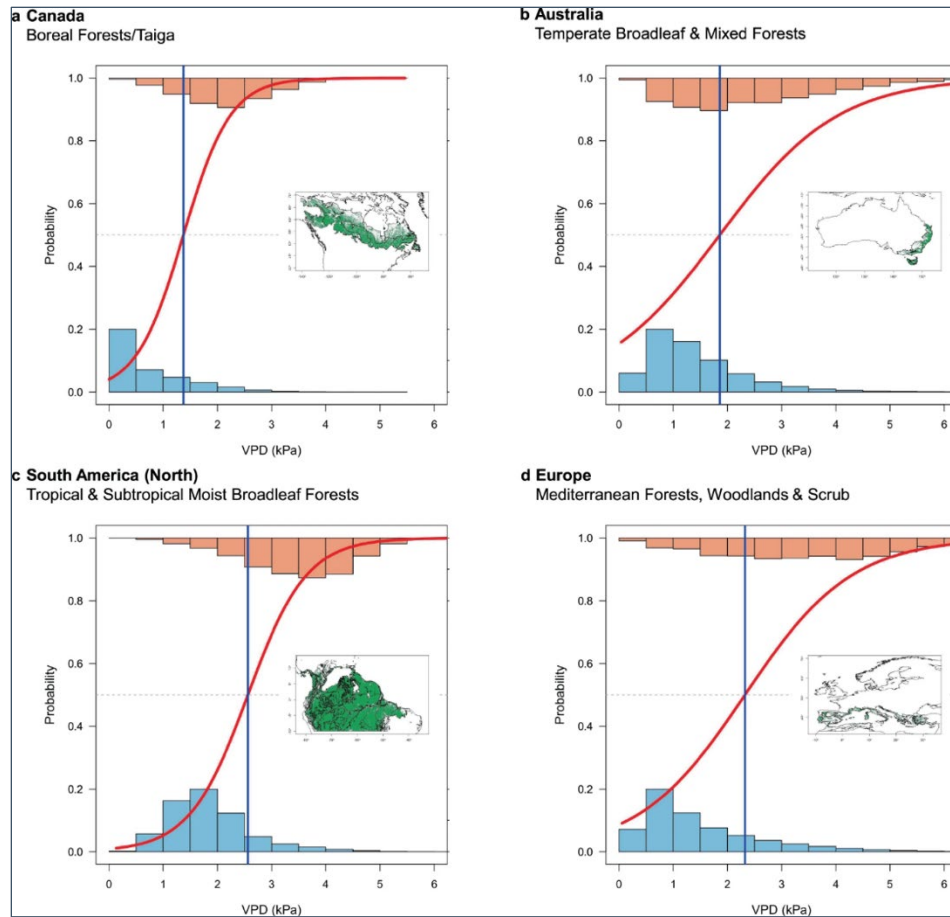 a Canada
Boreal Forests/Taiga
1.0
0.8
0.6
0.4
0.2
0.0
Probability
0 1 2 3 4 5 6
VPD (kPa)
b Australia
Temperate Broadleaf & Mixed Forests
1.0
0.8
0.6
0.4
0.2
0.0
Probability
0 1 2 3 4 5 6
VPD (kPa)
c South America (North)
Tropical & Subtropical Moist Broadleaf Forests
1.0
0.8
0.6
0.4
0.2
0.0
Probability
0 1 2 3 4 5 6
VPD (kPa)
d Europe
Mediterranean Forests, Woodlands & Scrub
1.0
0.8
0.6
0.4
0.2
0.0
Probability
0 1 2 3 4 5 6
VPD (kPa)